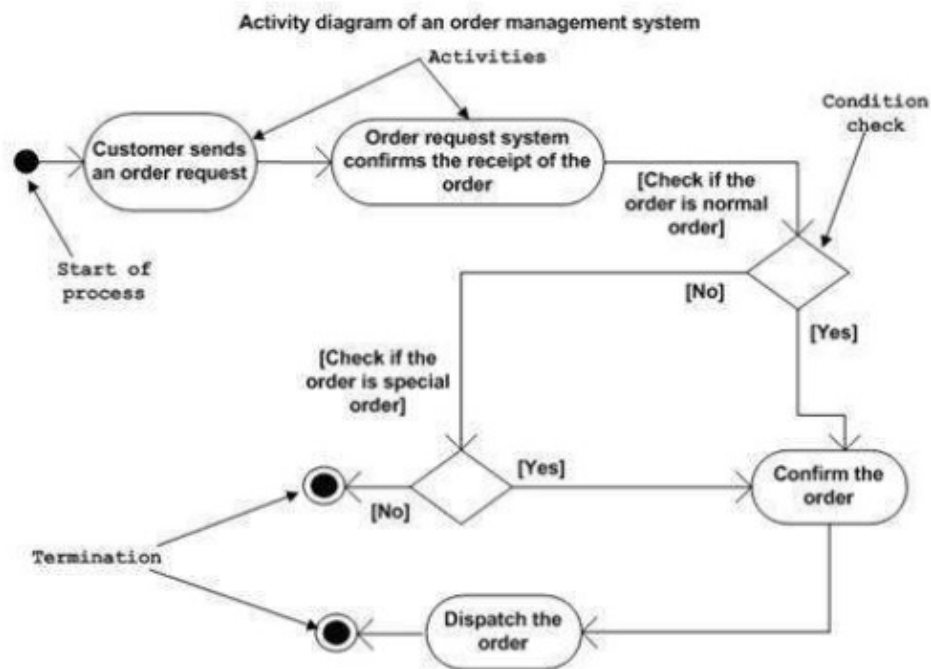 Activity diagram of an order management system
Activities
Condition
check
Customer sends
an order request
Order request system
confirms the receipt of the
order
[Check if the
order is normal
order]
Start of
process
[No]
[Yes]
[Check if the
order is special
order]
[Yes]
[No]
Confirm the
order
Termination
Dispatch the
order